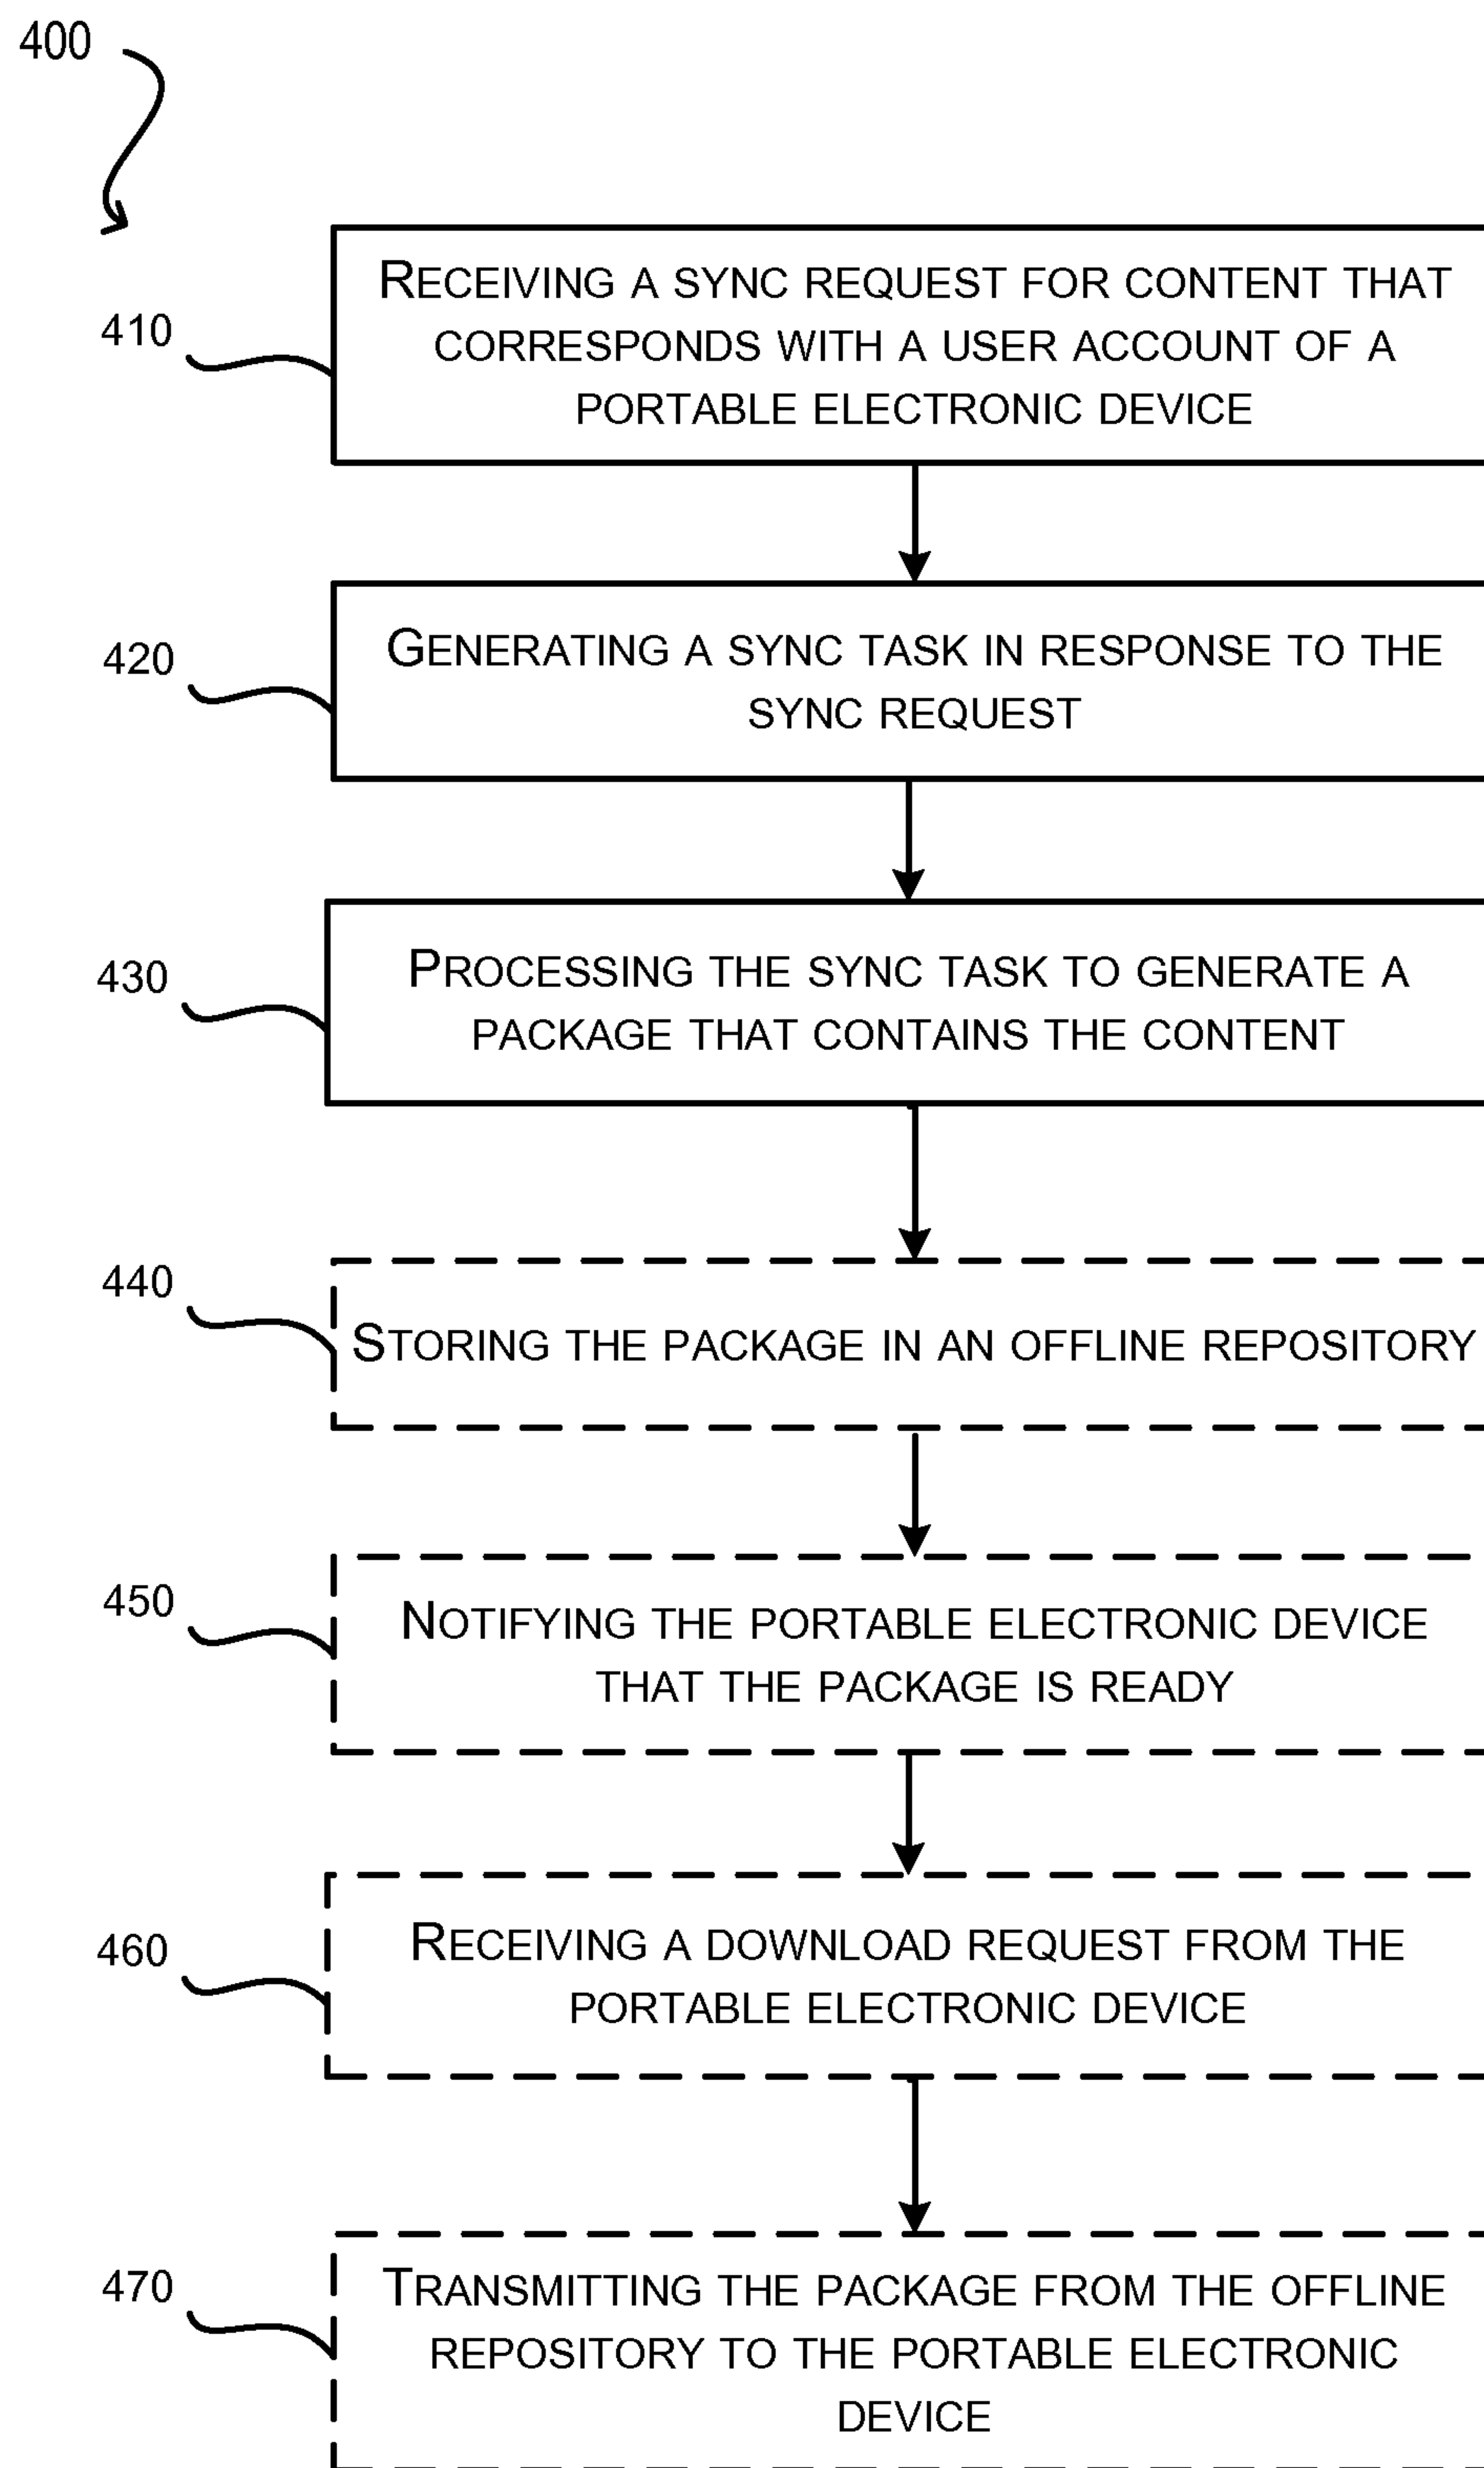 400
410
RECEIVING A SYNC REQUEST FOR CONTENT THAT
CORRESPONDS WITH A USER ACCOUNT OF A
PORTABLE ELECTRONIC DEVICE
420
GENERATING A SYNC TASK IN RESPONSE TO THE
SYNC REQUEST
430
PROCESSING THE SYNC TASK TO GENERATE A
PACKAGE THAT CONTAINS THE CONTENT
440
STORING THE PACKAGE IN AN OFFLINE REPOSITORY
450
NOTIFYING THE PORTABLE ELECTRONIC DEVICE
THAT THE PACKAGE IS READY
460
RECEIVING A DOWNLOAD REQUEST FROM THE
PORTABLE ELECTRONIC DEVICE
470
TRANSMITTING THE PACKAGE FROM THE OFFLINE
REPOSITORY TO THE PORTABLE ELECTRONIC
DEVICE